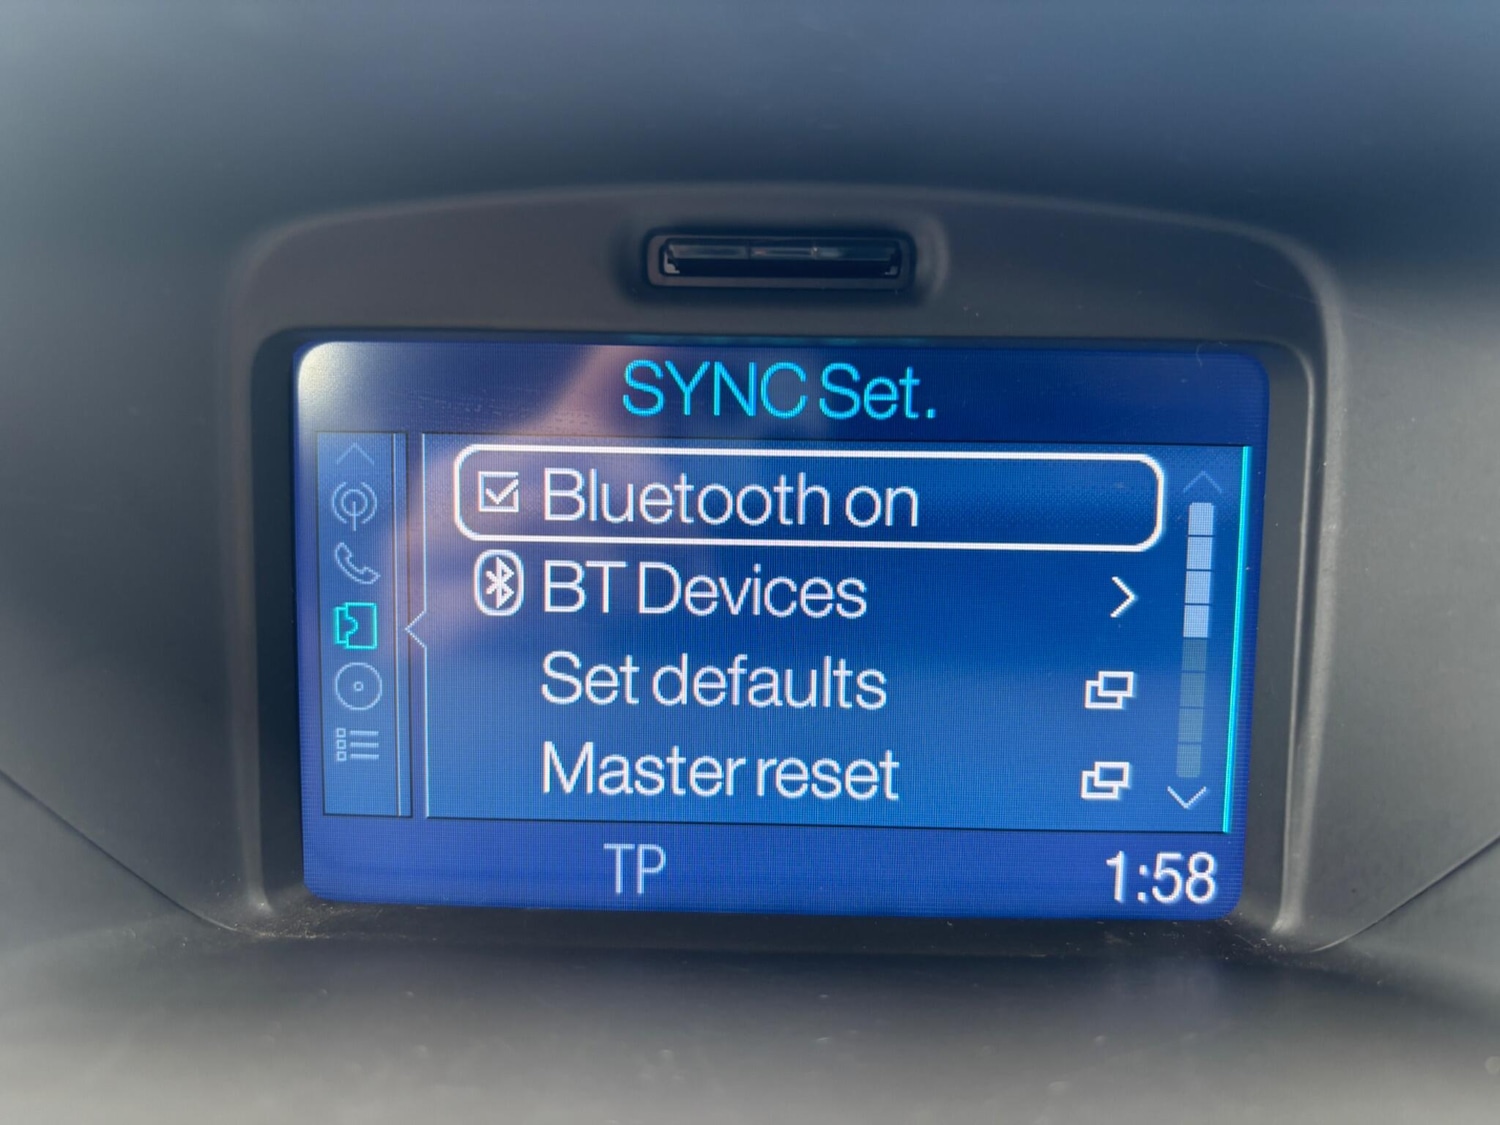 SYNC Set.
Bluetooth on
BT Devices
Set defaults
Master reset
TP
1:58